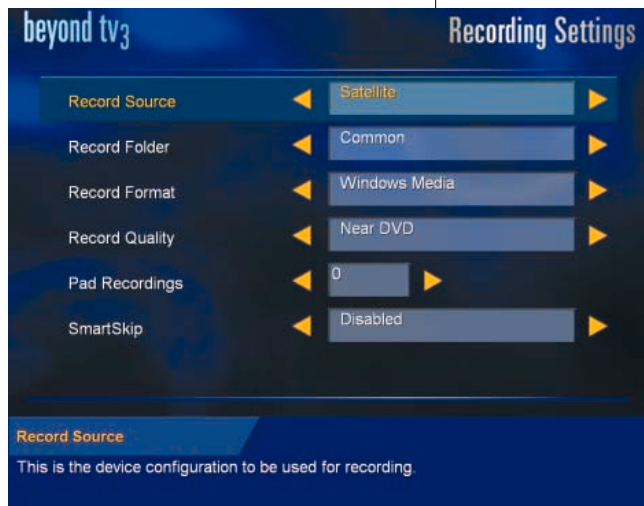 beyond tv3
Recording Settings
Record Source
Satellite
Record Folder
Common
Record Format
Windows Media
Record Quality
Near DVD
Pad Recordings
0
SmartSkip
Disabled
Record Source
This is the device configuration to be used for recording.